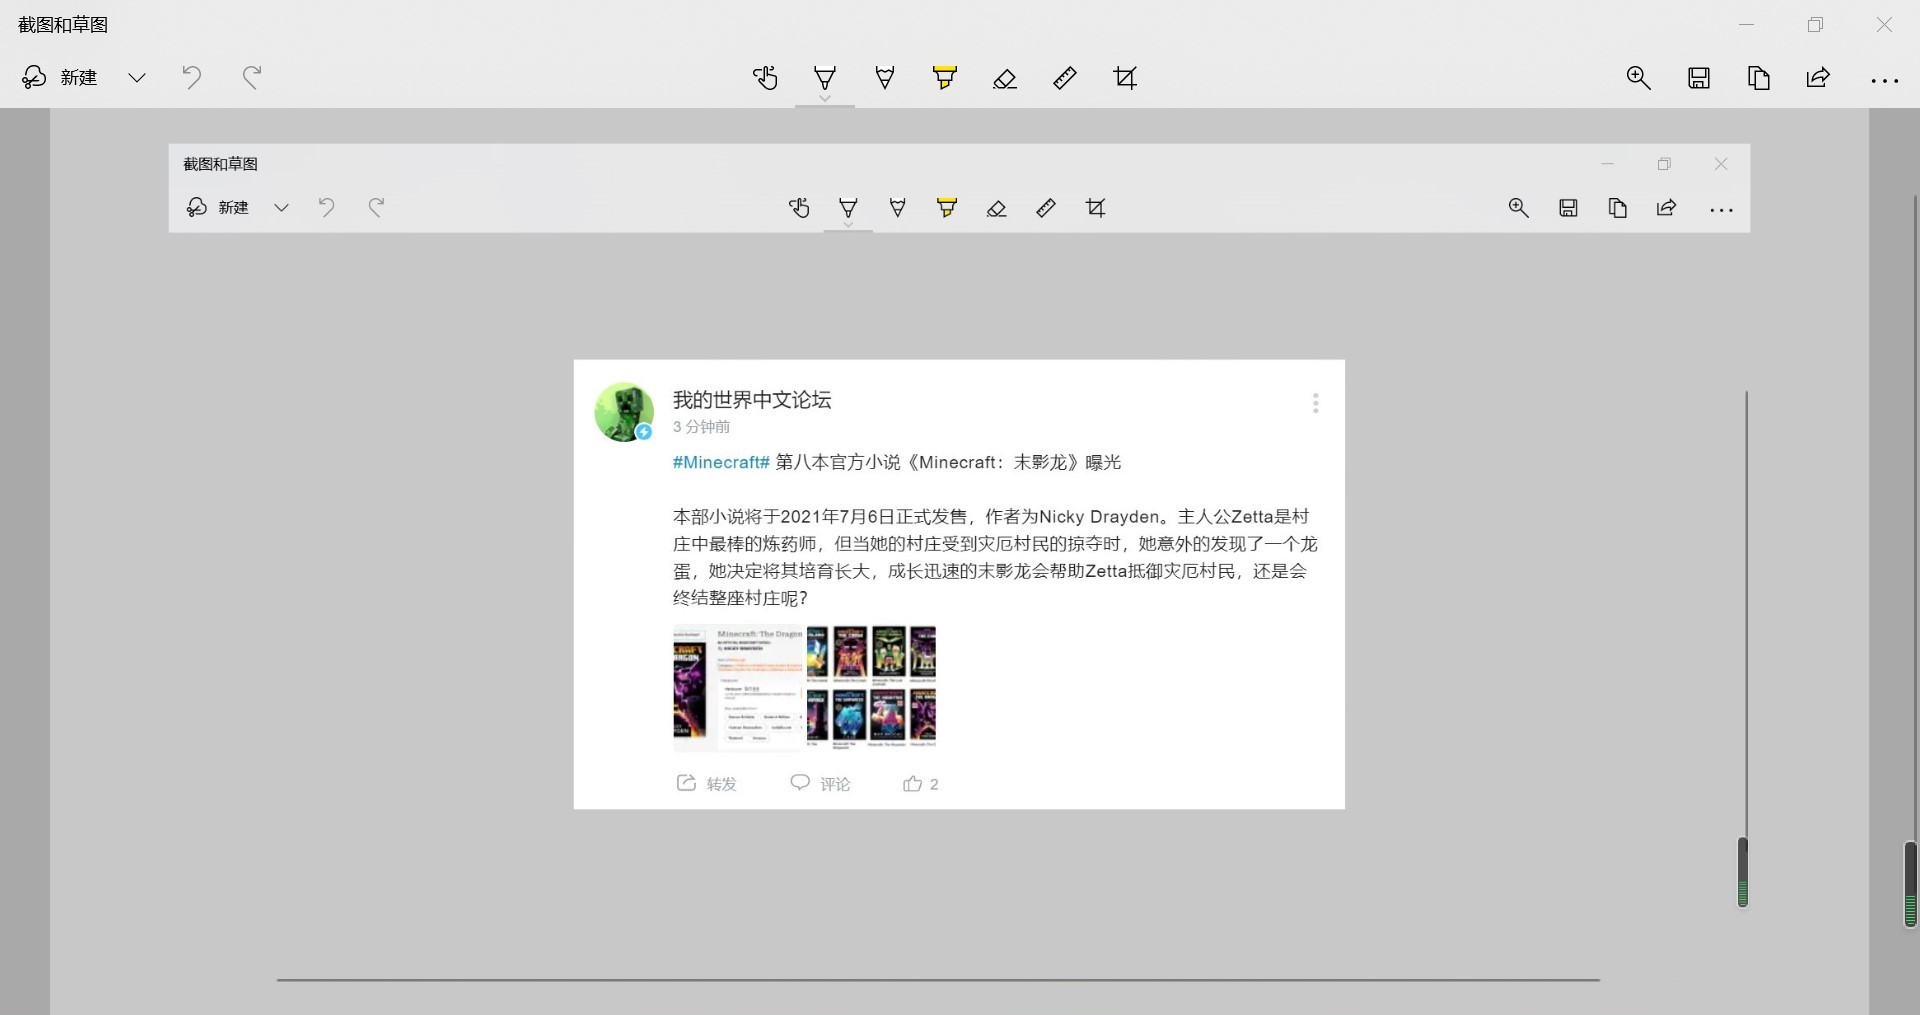 截图和草图
新建
截图和草图
新建
我的世界中文论坛
3 分钟前
#Minecraft# 第八本官方小说《Minecraft：末影龙》曝光
本部小说将于2021年7月6日正式发售，作者为Nicky Drayden。主人公Zetta是村
庄中最棒的炼药师，但当她的村庄受到灾厄村民的掠夺时，她意外的发现了一个龙
蛋，她决定将其培育长大，成长迅速的末影龙会帮助Zetta抵御灾厄村民，还是会
终结整座村庄呢？
Minecraft: The Dragon
转发 评论 2